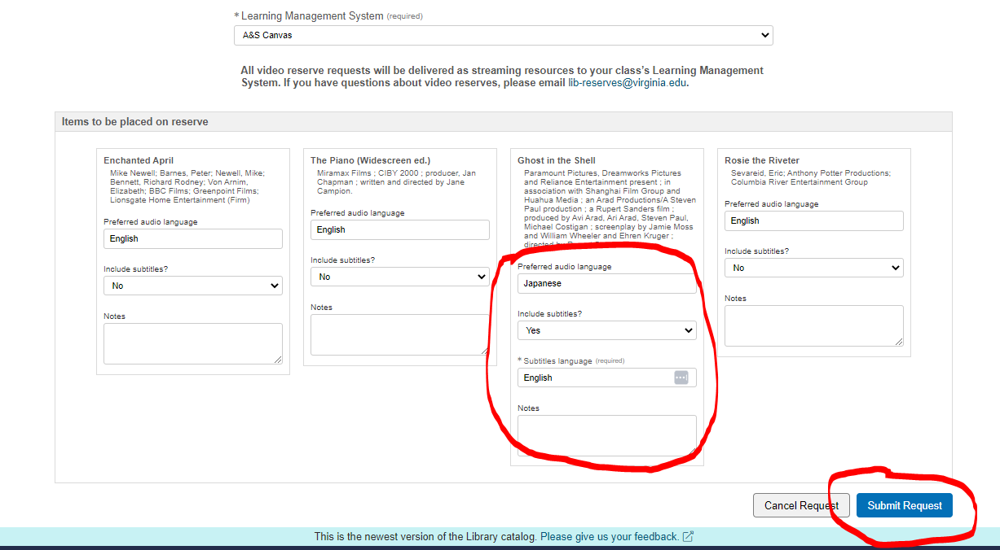 * Learning Management System (required)
A&S Canvas
All video reserve requests will be delivered as streaming resources to your class's Learning Management
System. If you have questions about video reserves, please email lib-reserves@virginia.edu.
Items to be placed on reserve
Enchanted April
Mike Newell; Barnes, Peter; Newell, Mike;
Bennett, Richard Rodney; Von Arnim,
Elizabeth; BBC Films; Greenpoint Films;
Lionsgate Home Entertainment (Firm)
Preferred audio language
English
Include subtitles?
No
Notes
The Piano (Widescreen ed.)
Miramax Films ; CIBY 2000 ; producer, Jan
Chapman ; written and directed by Jane
Campion.
Preferred audio language
English
Include subtitles?
No
Notes
Ghost in the Shell
Paramount Pictures, Dreamworks Pictures
and Reliance Entertainment present ; in
association with Shanghai Film Group and
Huahua Media ; an Arad Productions/A Steven
Paul production ; a Rupert Sanders film ;
produced by Avi Arad, Ari Arad, Steven Paul,
Michael Costigan ; screenplay by Jamie Moss
and William Wheeler and Ehren Kruger ;
directed by
Preferred audio language
Japanese
Include subtitles?
Yes
* Subtitles language (required)
English
Notes
Rosie the Riveter
Sevareid, Eric; Anthony Potter Productions;
Columbia River Entertainment Group
Preferred audio language
English
Include subtitles?
No
Notes
Cancel Request
Submit Request
This is the newest version of the Library catalog. Please give us your feedback.